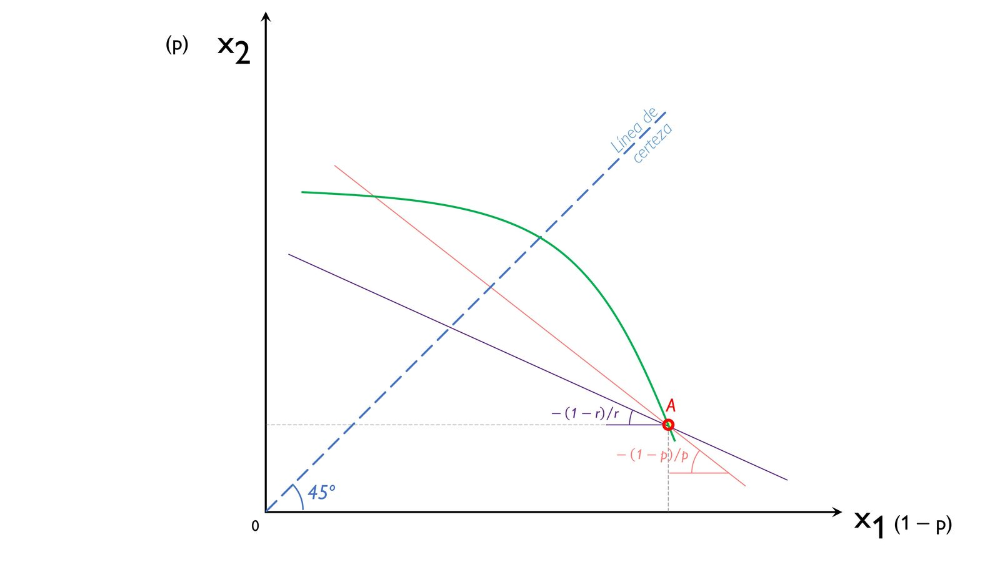 (p) x2
Línea de
certeza
A
− (1 − r)/r
− (1 − p)/p
45º
0
x1 (1 − p)